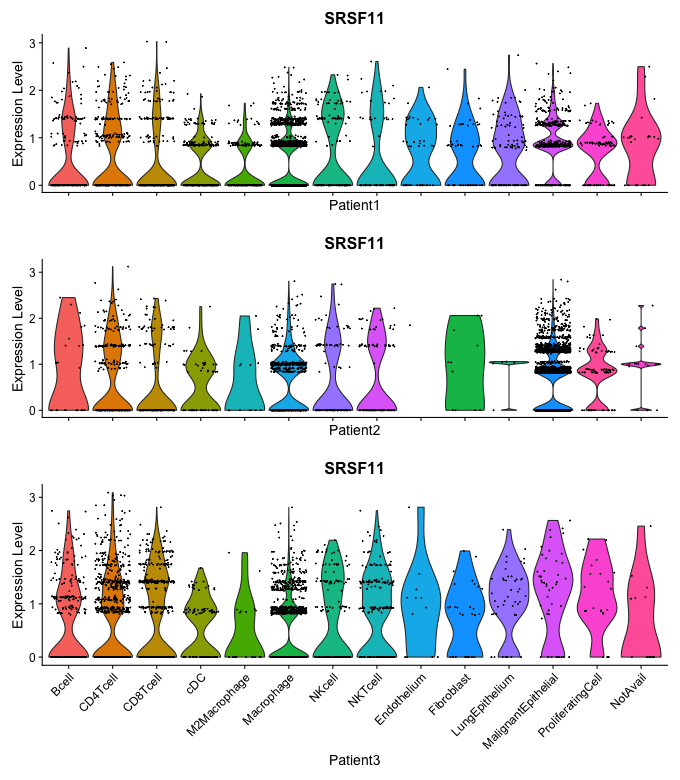 SRSF11
3
2
1
0
Expression Level
Patient1
SRSF11
3
2
1
0
Expression Level
Patient2
SRSF11
3
2
1
0
Expression Level
Bcell
CD4Tcell
CD8Tcell
cDC
M2Macrophage
Macrophage
NKcell
NKTcell
Endothelium
Fibroblast
LungEpithelium
MalignantEpithelial
ProliferatingCell
NotAvail
Patient3